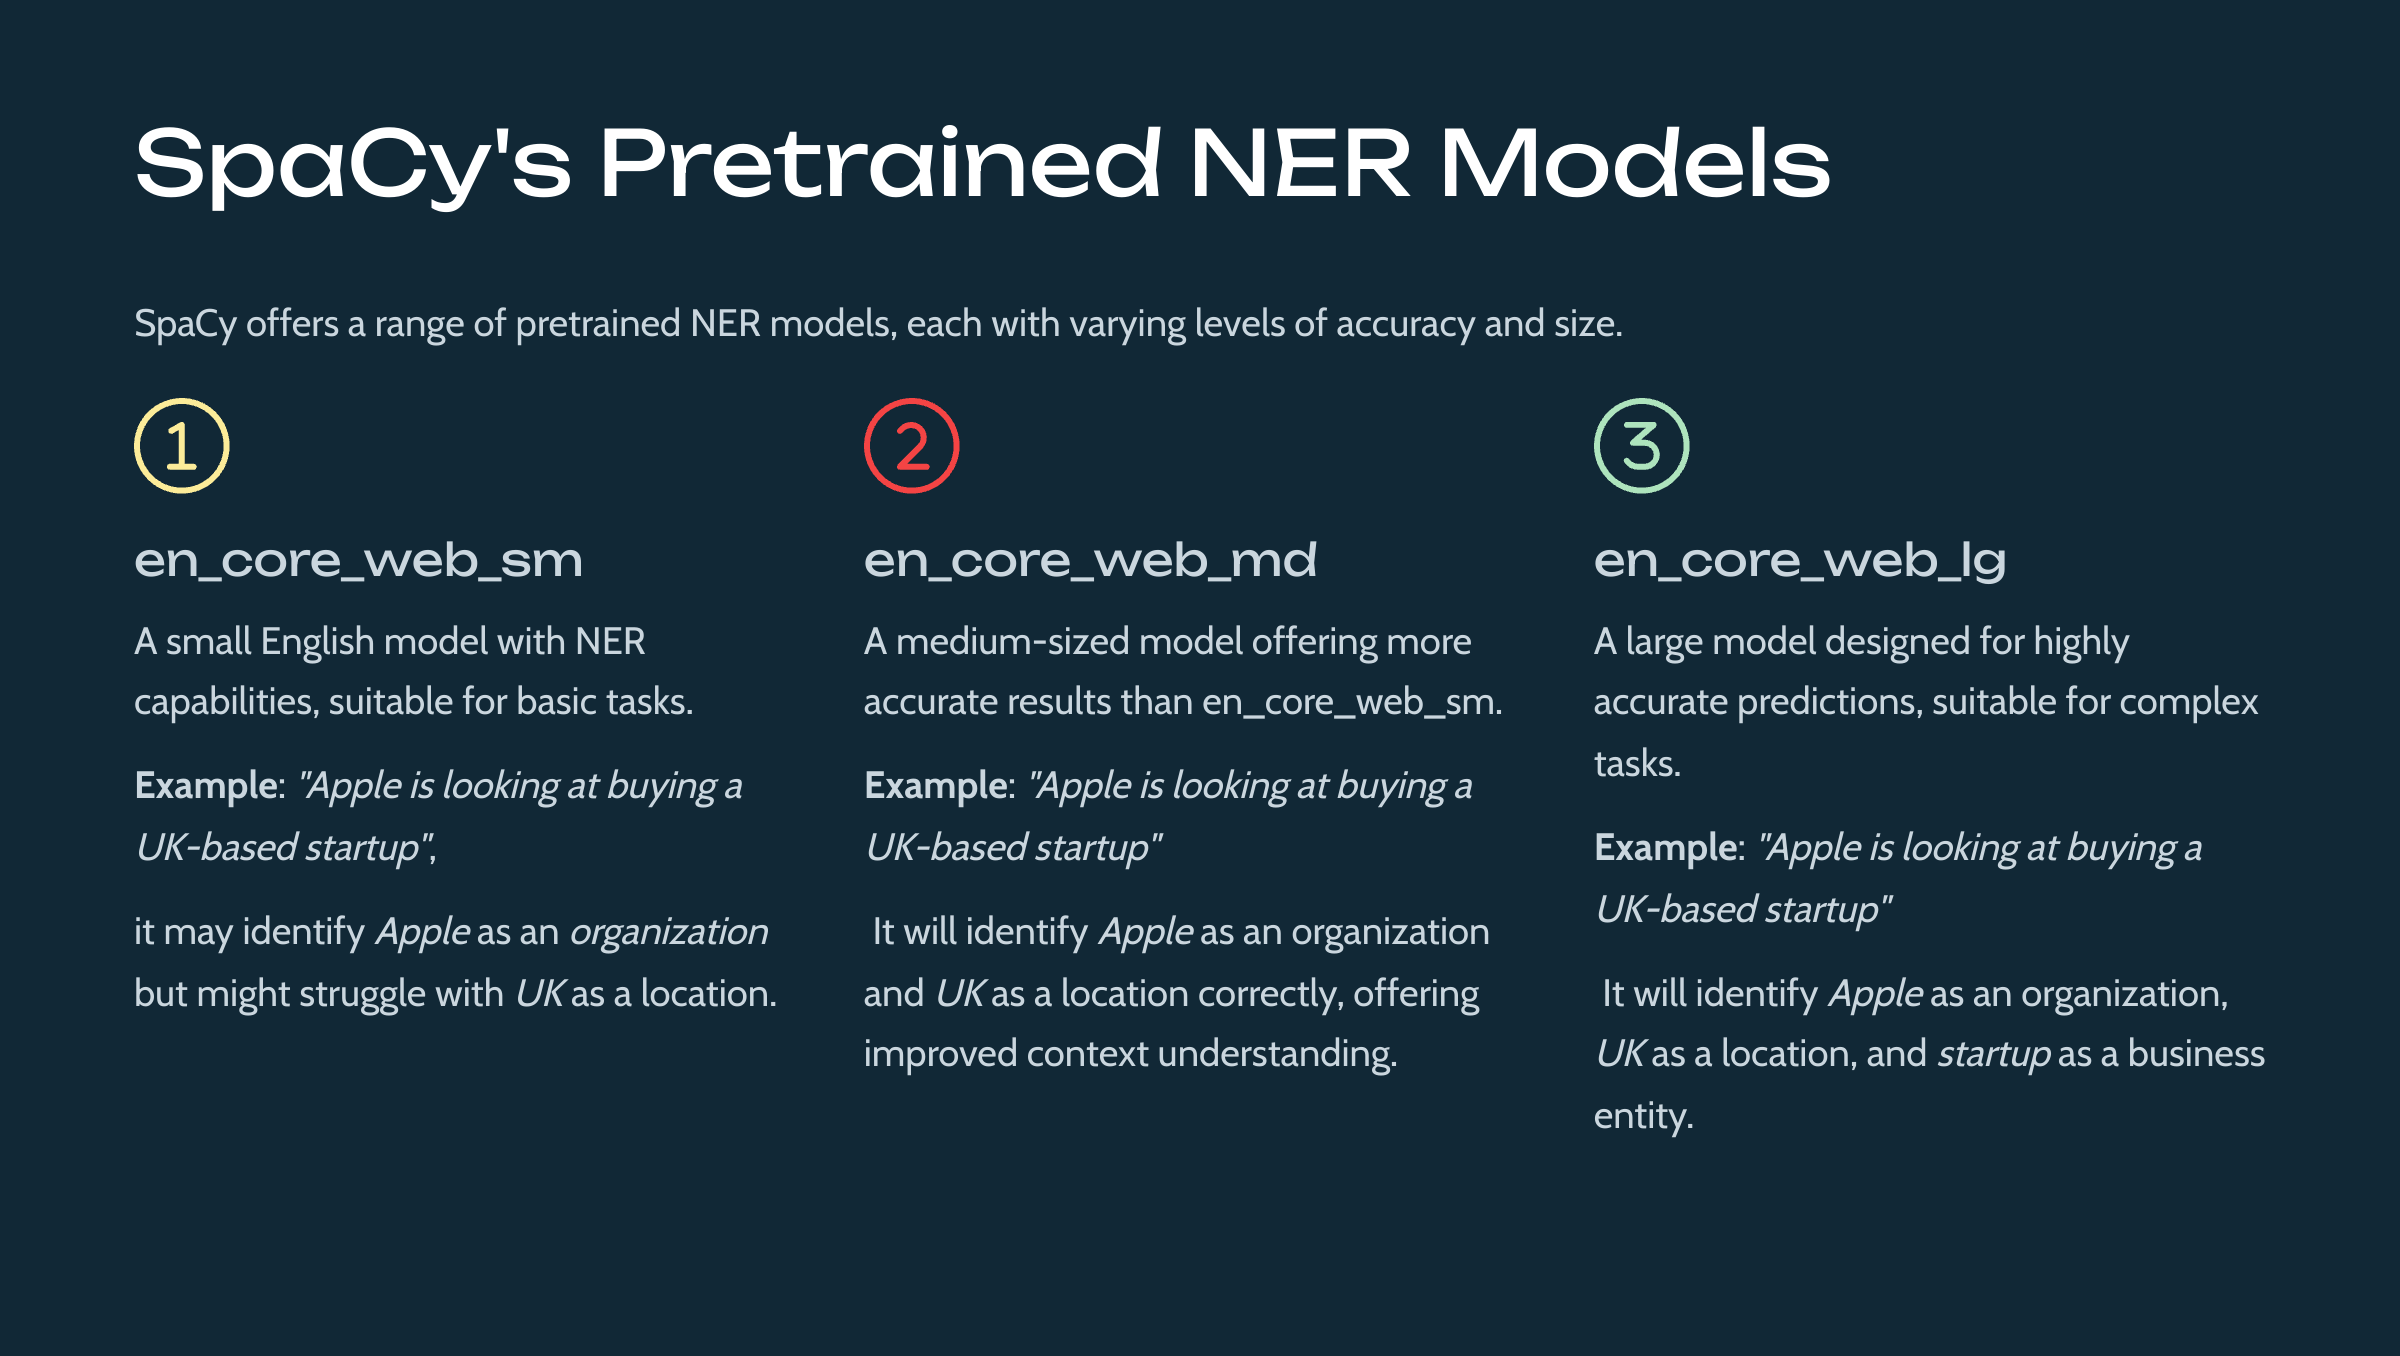 SpaCy's Pretrained NER Models
SpaCy offers a range of pretrained NER models, each with varying levels of accuracy and size.
1
en_core_web_sm
A small English model with NER
capabilities, suitable for basic tasks.
Example: "Apple is looking at buying a
UK-based startup",
it may identify Apple as an organization
but might struggle with UK as a location.
2
en_core_web_md
A medium-sized model offering more
accurate results than en_core_web_sm.
Example: "Apple is looking at buying a
UK-based startup"
It will identify Apple as an organization
and UK as a location correctly, offering
improved context understanding.
3
en_core_web_lg
A large model designed for highly
accurate predictions, suitable for complex
tasks.
Example: "Apple is looking at buying a
UK-based startup"
It will identify Apple as an organization,
UK as a location, and startup as a business
entity.